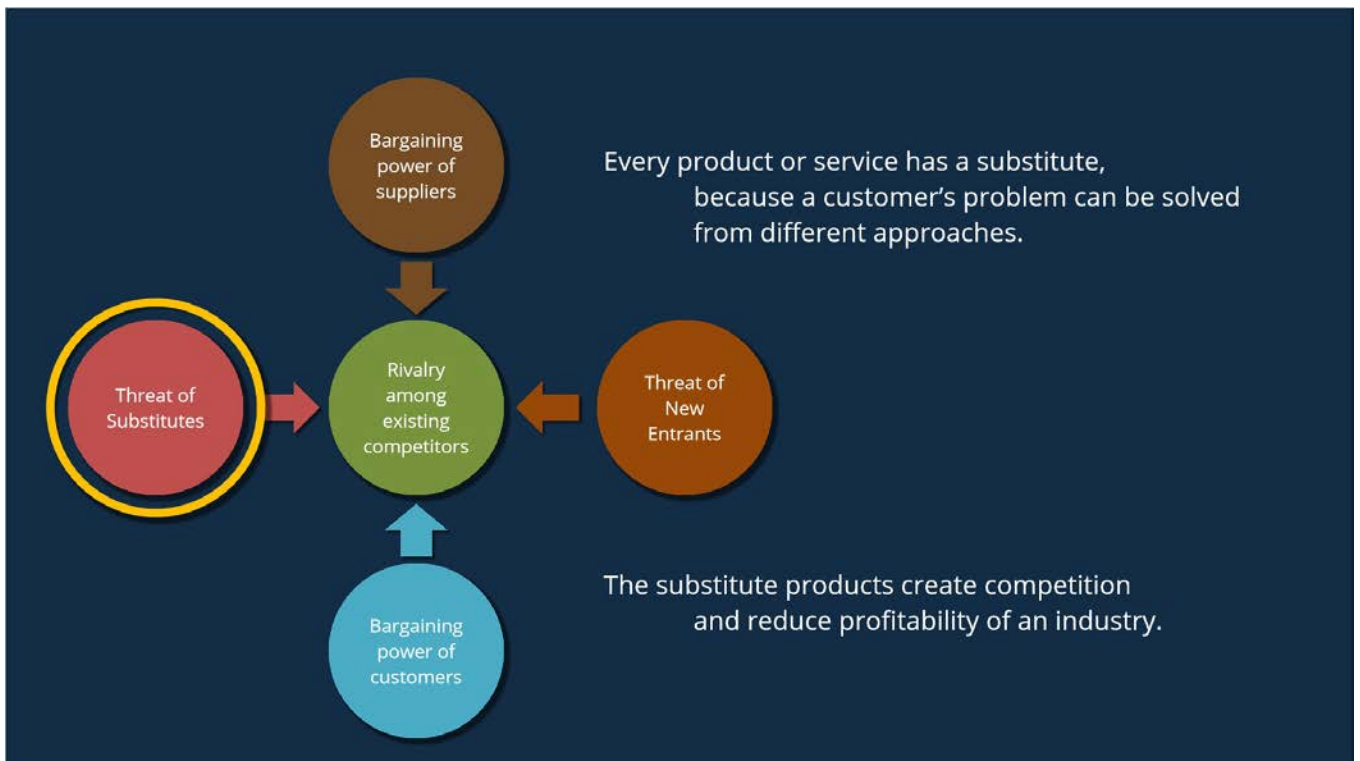 Bargaining
power of
suppliers
Every product or service has a substitute,
because a customer’s problem can be solved
from different approaches.
Threat of
Substitutes
Rivalry
among
existing
competitors
Threat of
New
Entrants
Bargaining
power of
customers
The substitute products create competition
and reduce profitability of an industry.